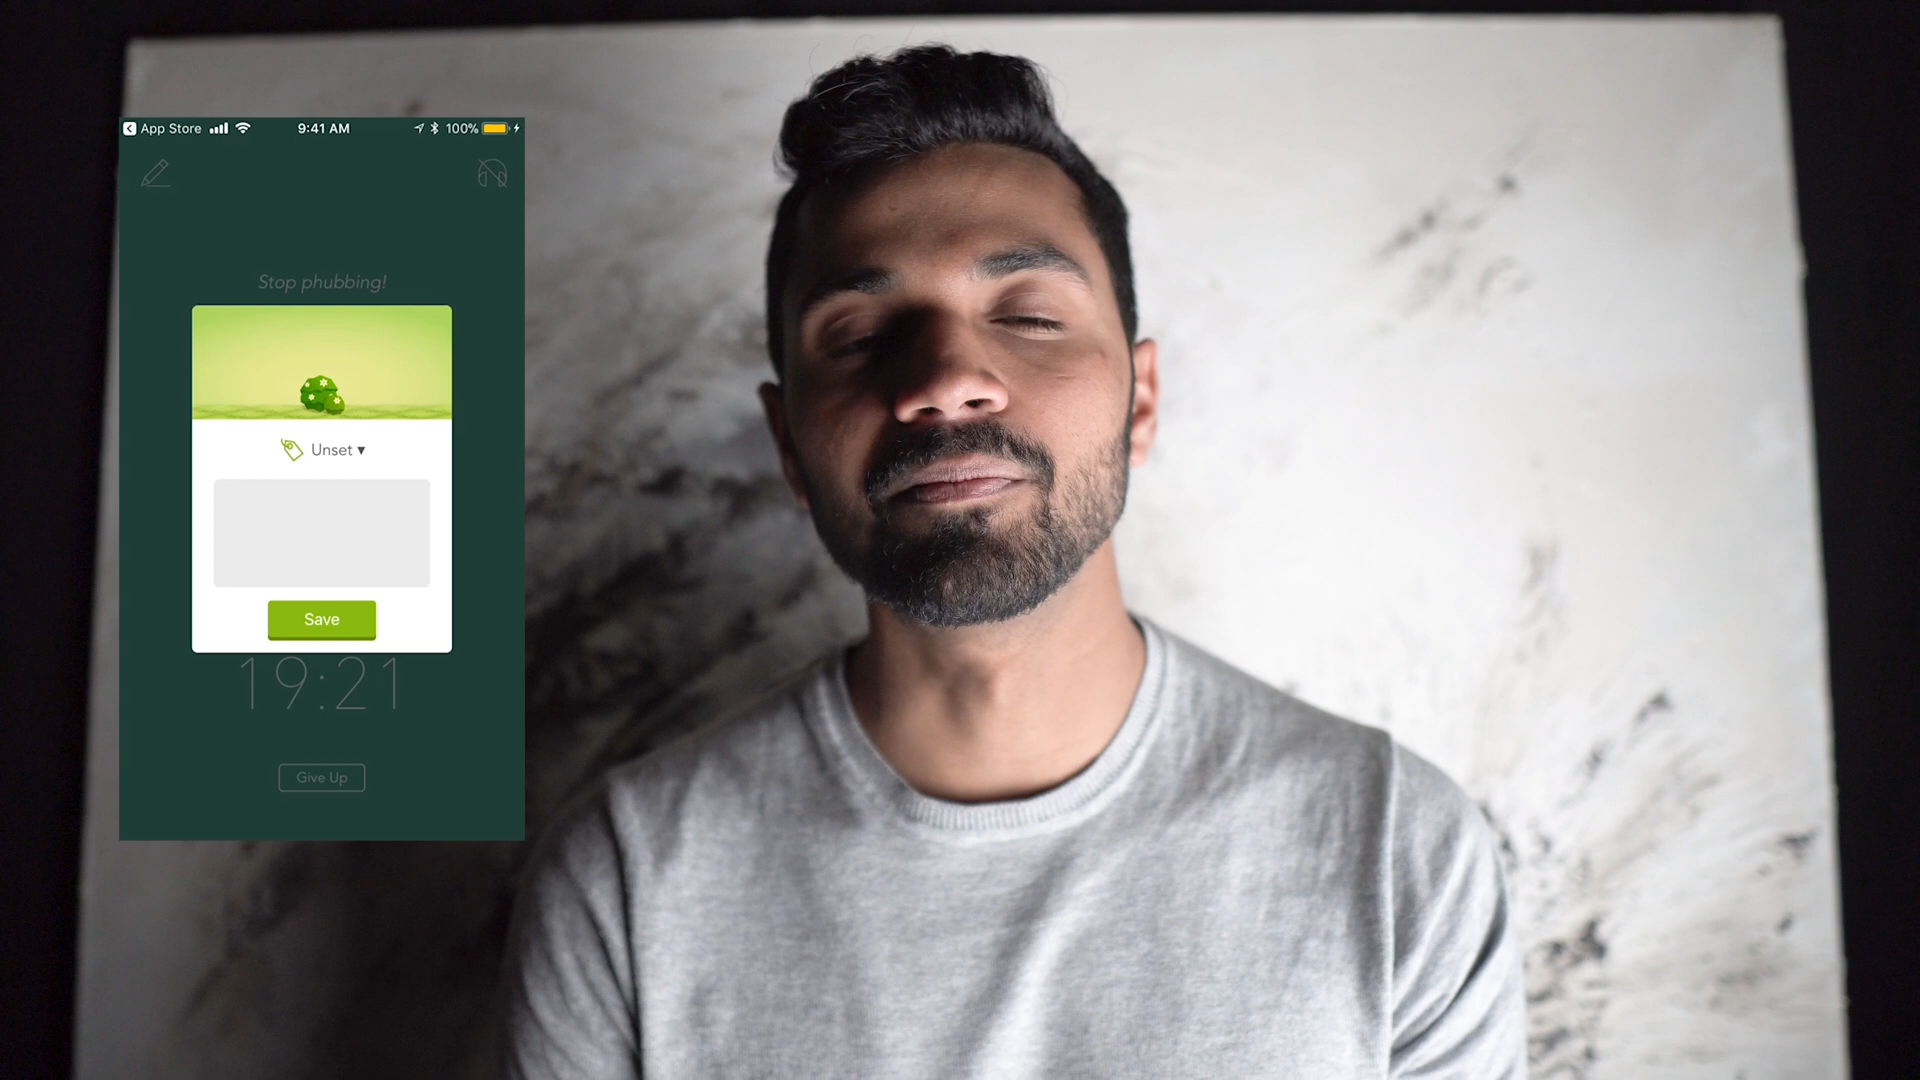 App Store 9:41 AM 100%
Stop phubbing!
Unset ▾
Save
19:21
Give Up